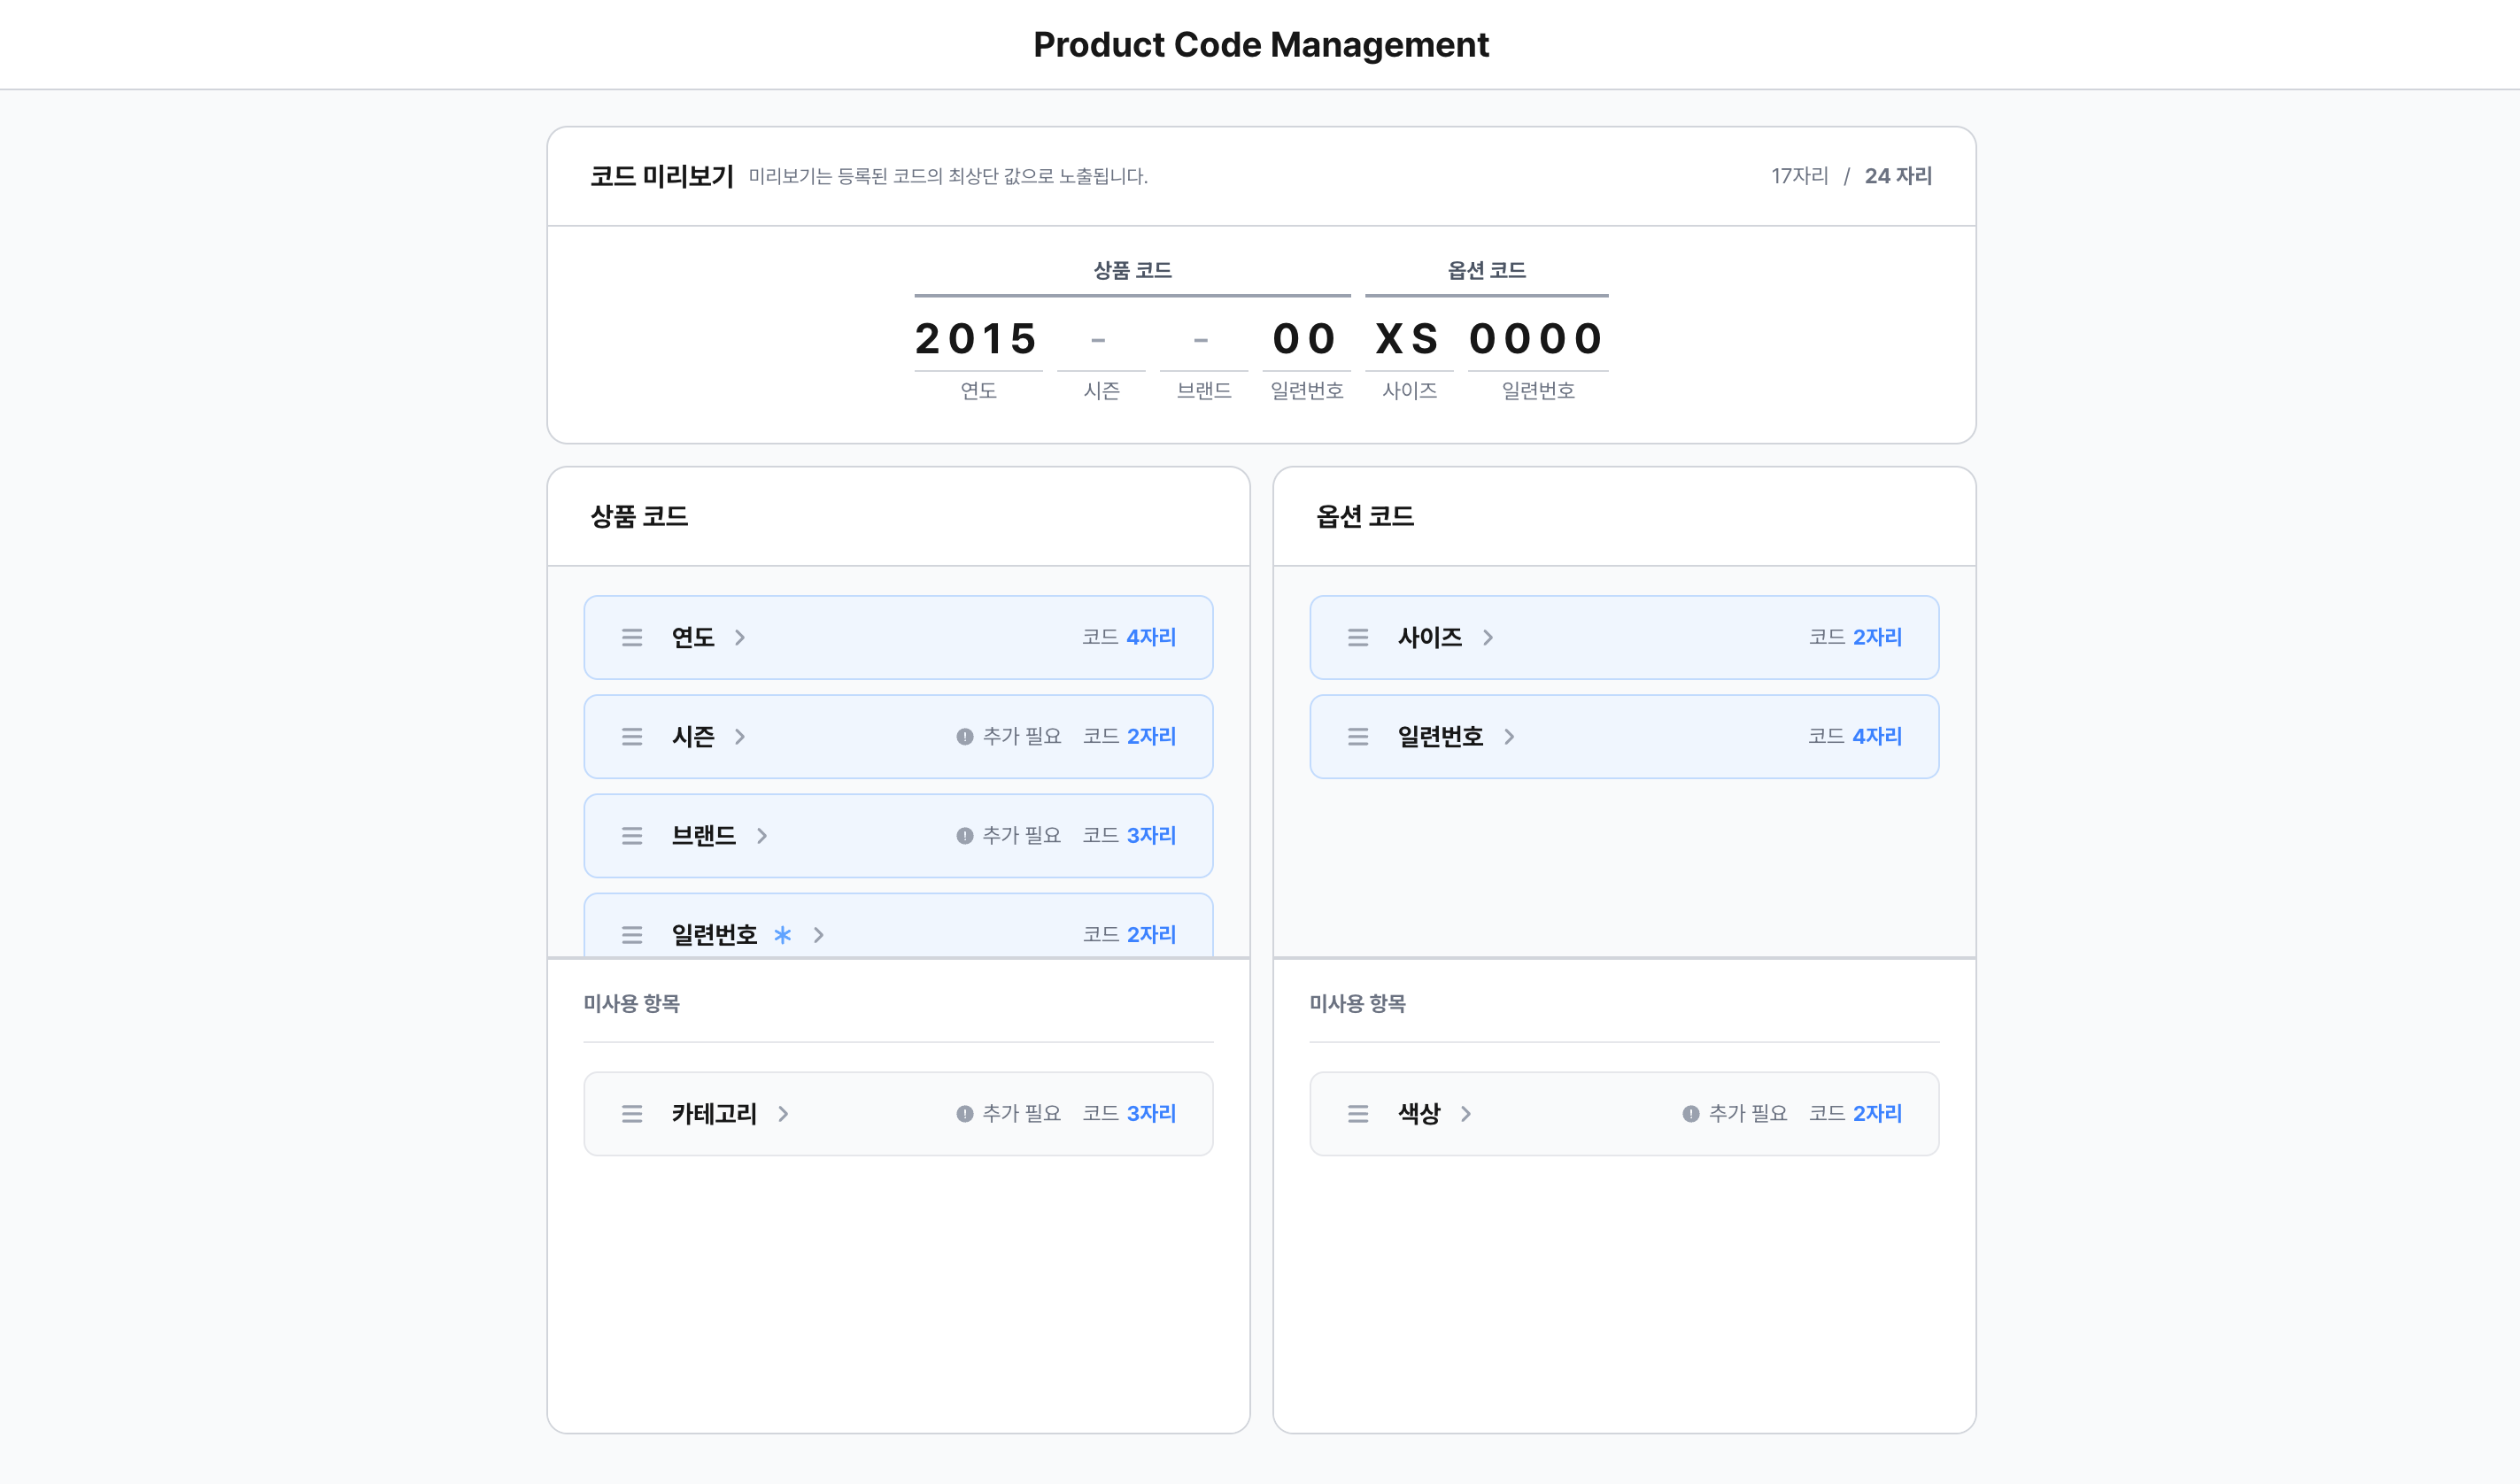 Product Code Management
코드 미리보기 미리보기는 등록된 코드의 최상단 값으로 노출됩니다. 17자리 / 24 자리
상품 코드 옵션 코드
2015 - - 00 XS 0000
연도 시즌 브랜드 일련번호 사이즈 일련번호
상품 코드
연도 코드 4자리
시즌 추가 필요 코드 2자리
브랜드 추가 필요 코드 3자리
일련번호 * 코드 2자리
미사용 항목
카테고리 추가 필요 코드 3자리
옵션 코드
사이즈 코드 2자리
일련번호 코드 4자리
미사용 항목
색상 추가 필요 코드 2자리